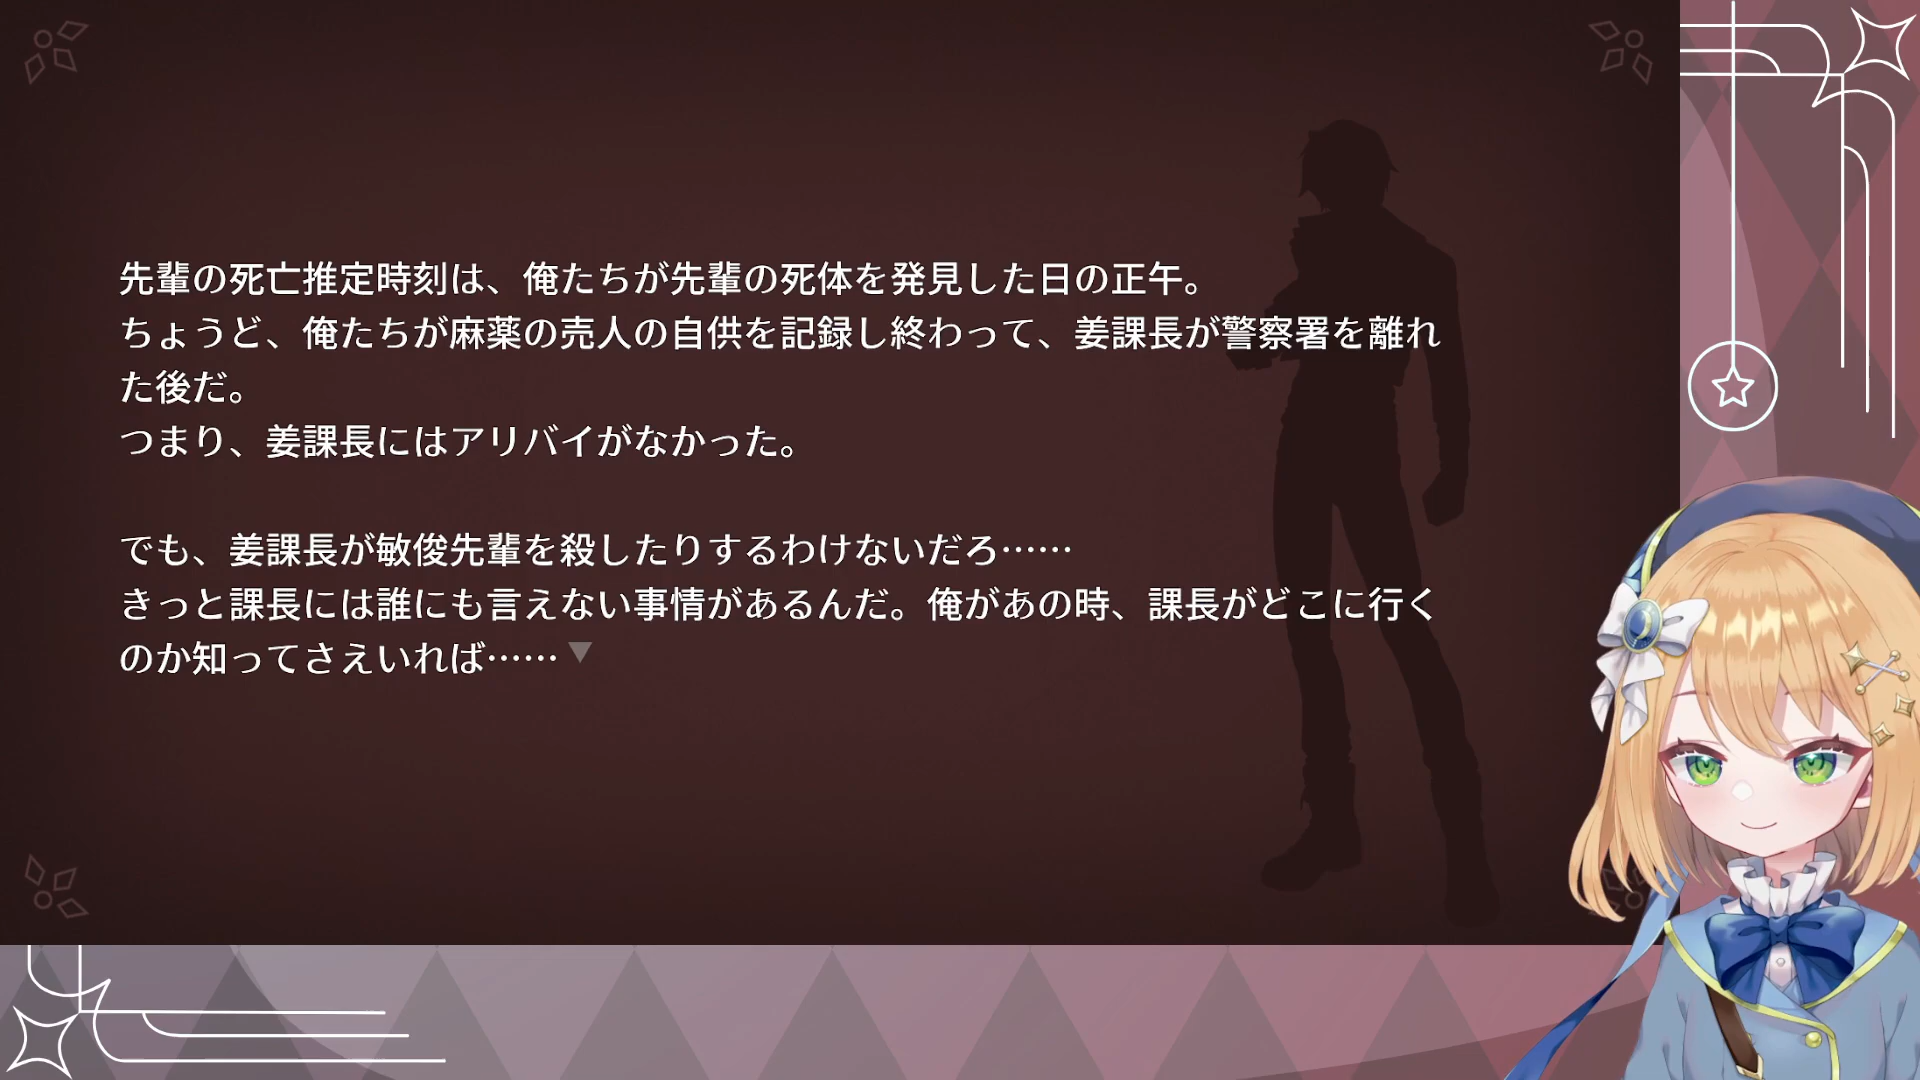 先輩の死亡推定時刻は、俺たちが先輩の死体を発見した日の正午。
ちょうど、俺たちが麻薬の売人の自供を記録し終わって、姜課長が警察署を離れ
た後だ。
つまり、姜課長にはアリバイがなかった。
でも、姜課長が敏俊先輩を殺したりするわけないだろ……
きっと課長には誰にも言えない事情があるんだ。俺があの時、課長がどこに行く
のか知ってさえいれば……